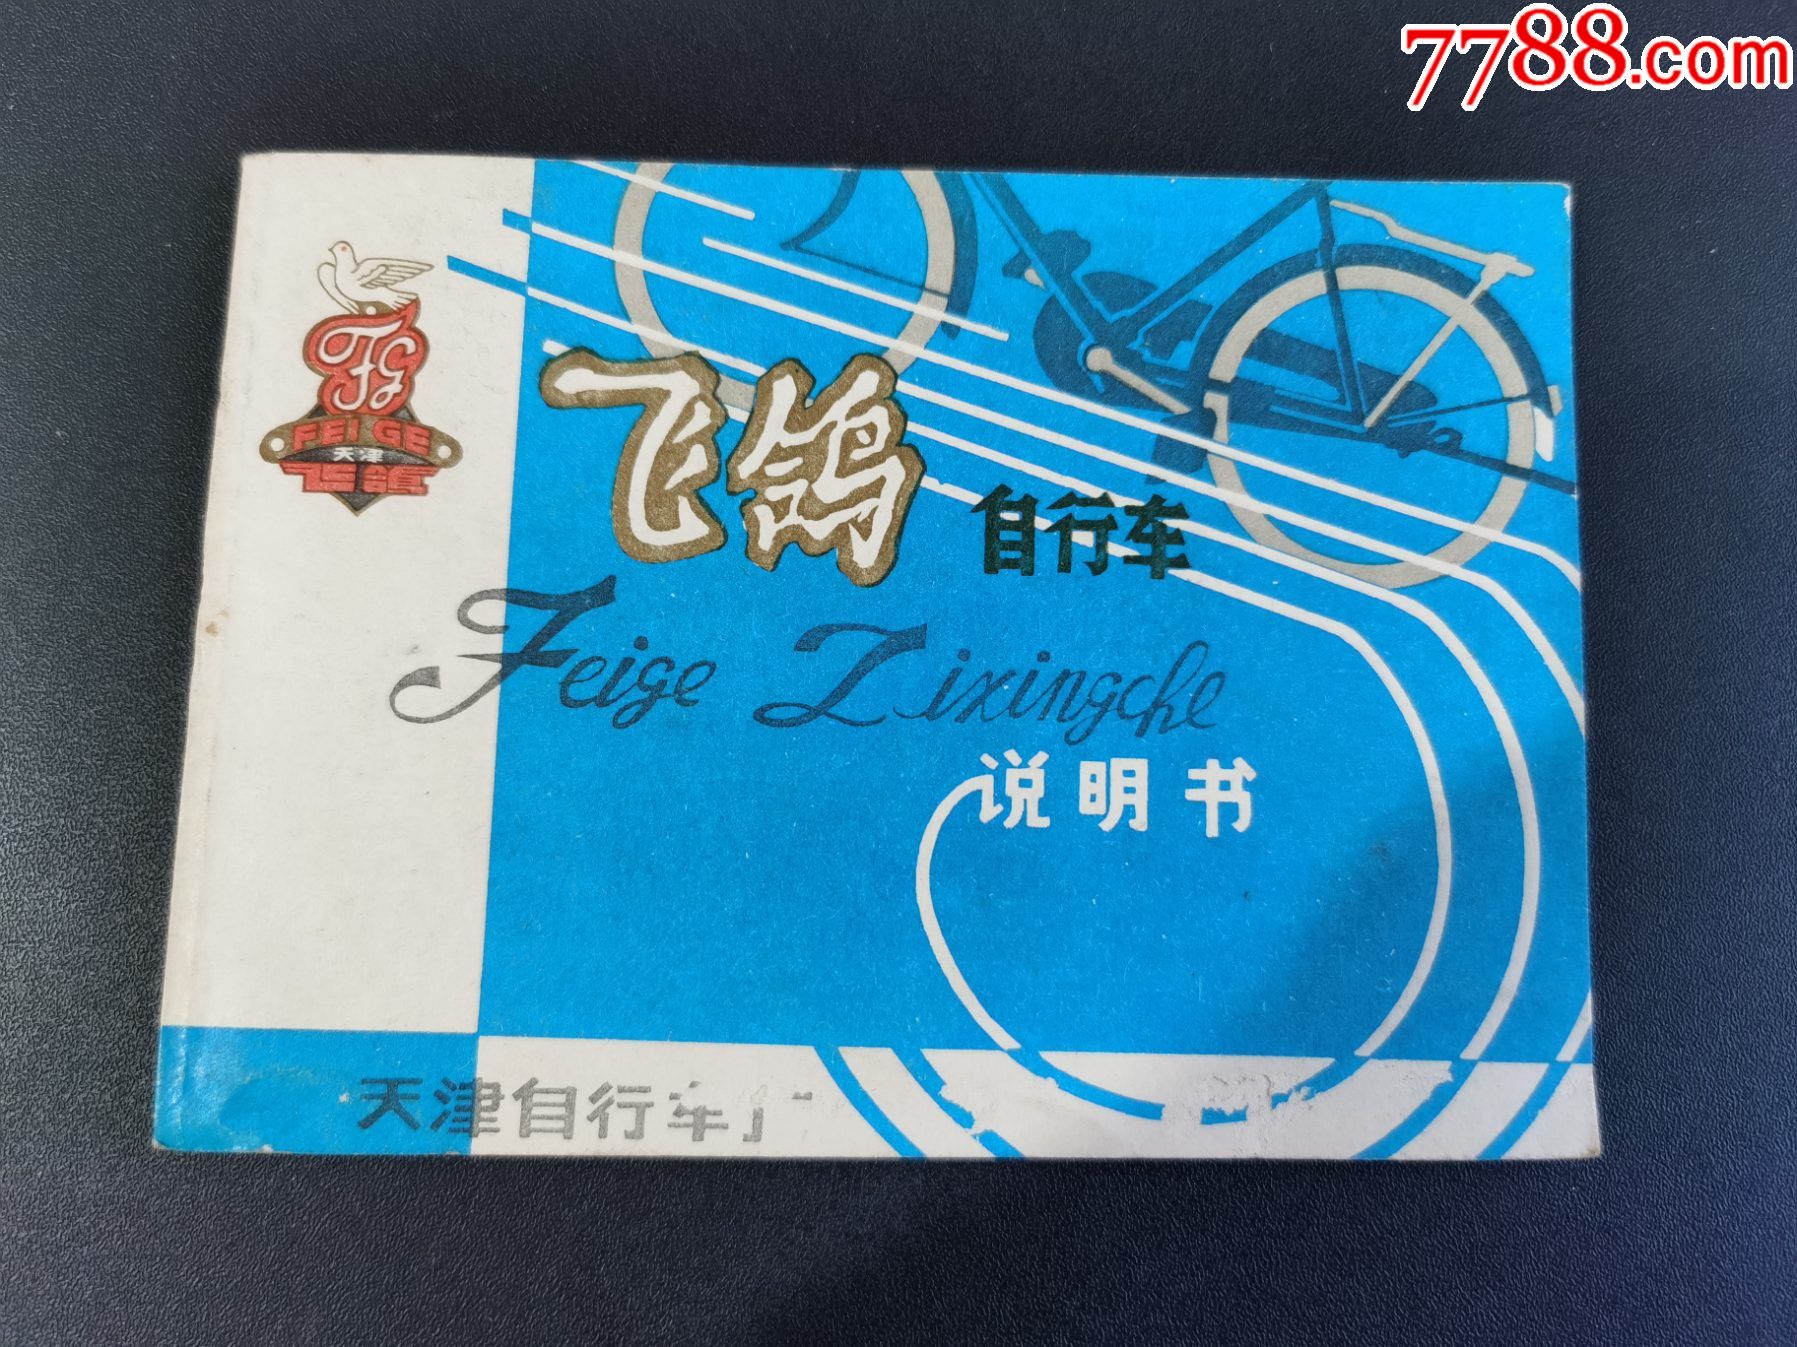 7788.com
FG
FEI GE
天津
飞鸽
飞鸽自行车
Feige Zixingche
说明书
天津自行车厂